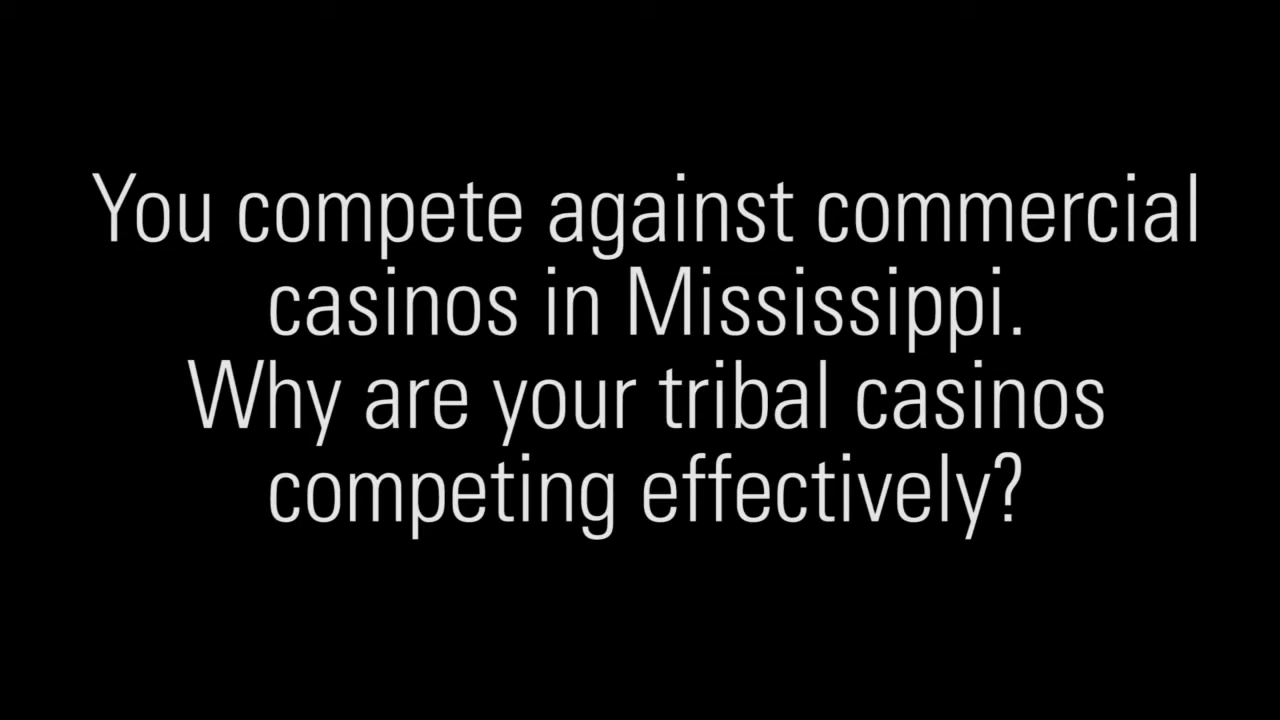 You compete against commercial
casinos in Mississippi.
Why are your tribal casinos
competing effectively?